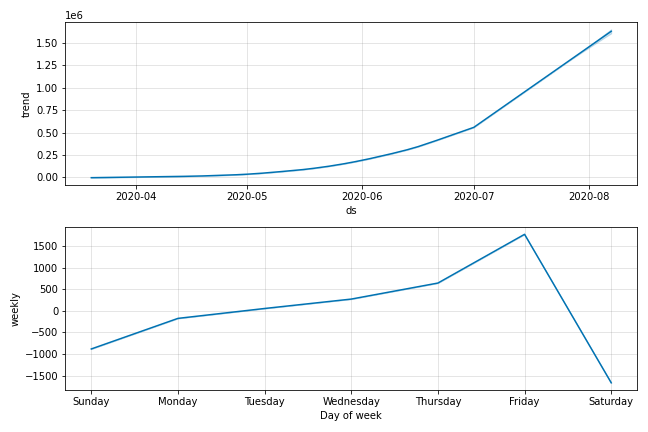 1e6
1.50
1.25
1.00
0.75
0.50
0.25
0.00
trend
2020-04 2020-05 2020-06 2020-07 2020-08
ds
1500
1000
500
0
−500
−1000
−1500
weekly
Sunday Monday Tuesday Wednesday Thursday Friday Saturday
Day of week